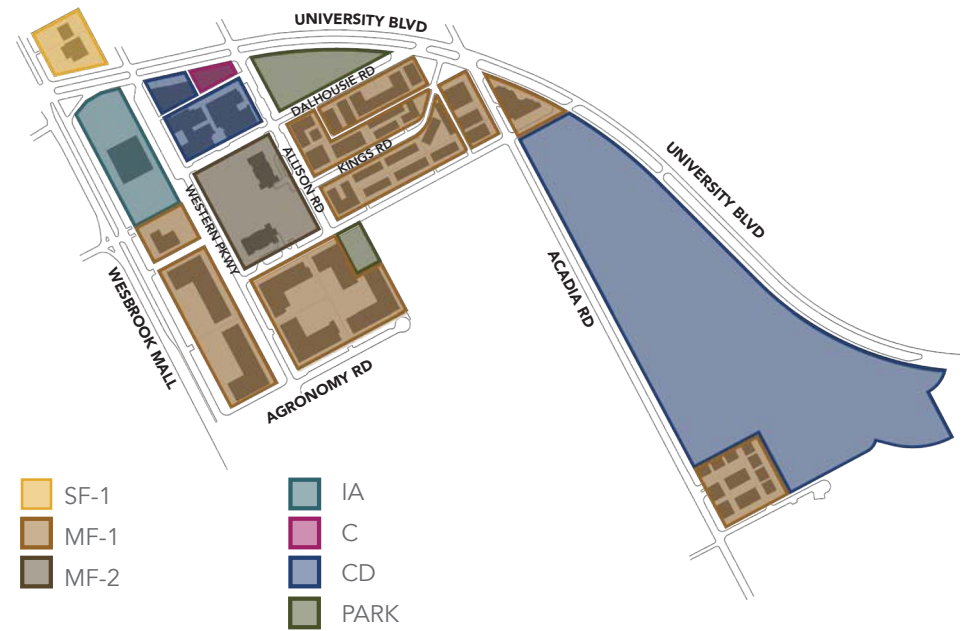 UNIVERSITY BLVD
DALHOUSIE RD
KINGS RD
ALLISON RD
WESTERN PKWY
UNIVERSITY BLVD
ACADIA RD
WESBROOK MALL
AGRONOMY RD
SF-1
MF-1
MF-2
IA
C
CD
PARK